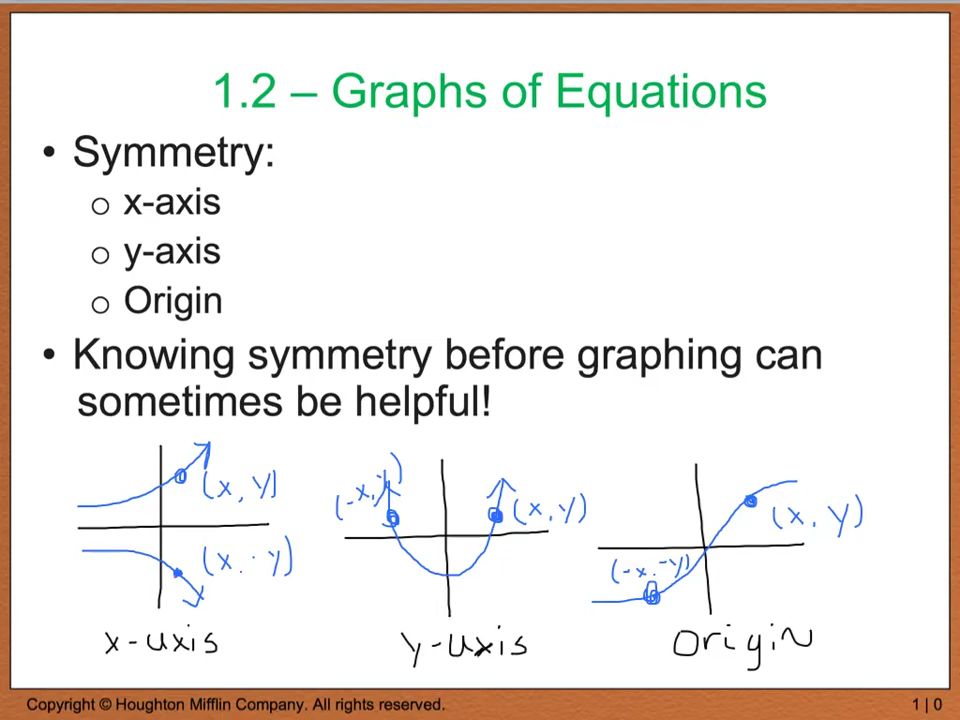 1.2 – Graphs of Equations
• Symmetry:
o x-axis
o y-axis
o Origin
• Knowing symmetry before graphing can
sometimes be helpful!
(x, y)
(x, -y)
x-axis
(-x, y)
(x, y)
y-axis
(x, y)
(-x, -y)
Origin
Copyright © Houghton Mifflin Company. All rights reserved.
1 | 0